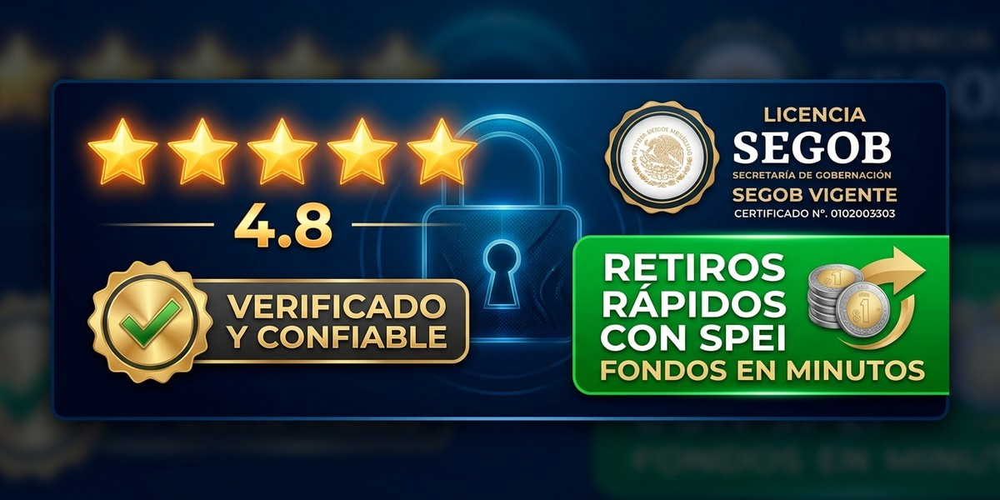 4.8
VERIFICADO
Y CONFIABLE
LICENCIA
SEGOB
SECRETARÍA DE GOBERNACIÓN
SEGOB VIGENTE
CERTIFICADO Nº. 0102003303
RETIROS
RÁPIDOS
CON SPEI
FONDOS EN MINUTOS
$1